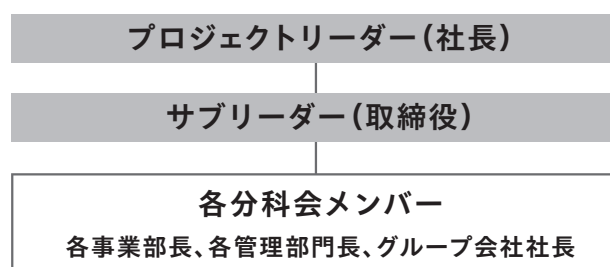 プロジェクトリーダー(社長)
サブリーダー(取締役)
各分科会メンバー
各事業部長、各管理部門長、グループ会社社長